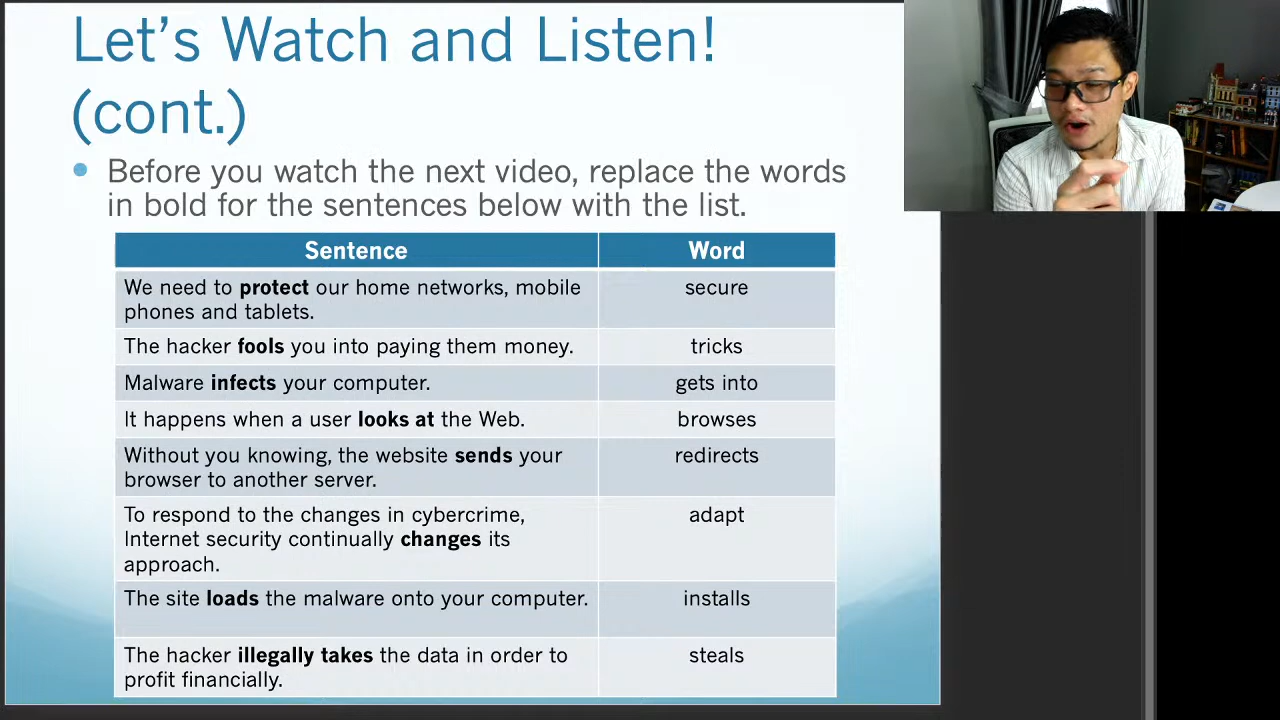 Let's Watch and Listen!
(cont.)
Before you watch the next video, replace the words
in bold for the sentences below with the list.
Sentence Word
We need to protect our home networks, mobile secure
phones and tablets.
The hacker fools you into paying them money. tricks
Malware infects your computer. gets into
It happens when a user looks at the Web. browses
Without you knowing, the website sends your redirects
browser to another server.
To respond to the changes in cybercrime, adapt
Internet security continually changes its
approach.
The site loads the malware onto your computer. installs
The hacker illegally takes the data in order to steals
profit financially.